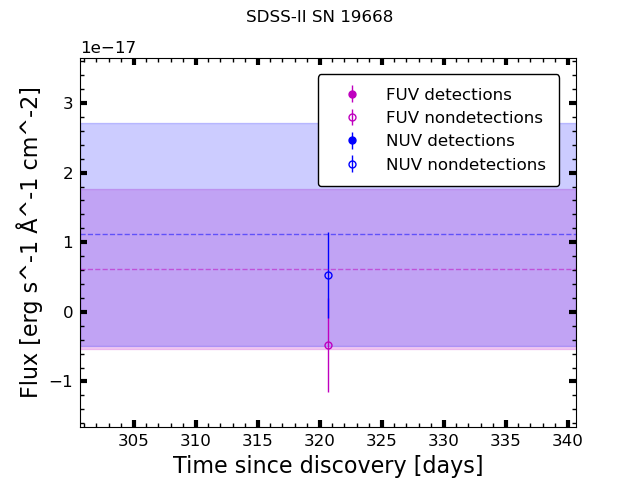 SDSS-II SN 19668
1e−17
FUV detections
FUV nondetections
NUV detections
NUV nondetections
3
2
1
0
−1
Flux [erg s^-1 Å^-1 cm^-2]
305 310 315 320 325 330 335 340
Time since discovery [days]